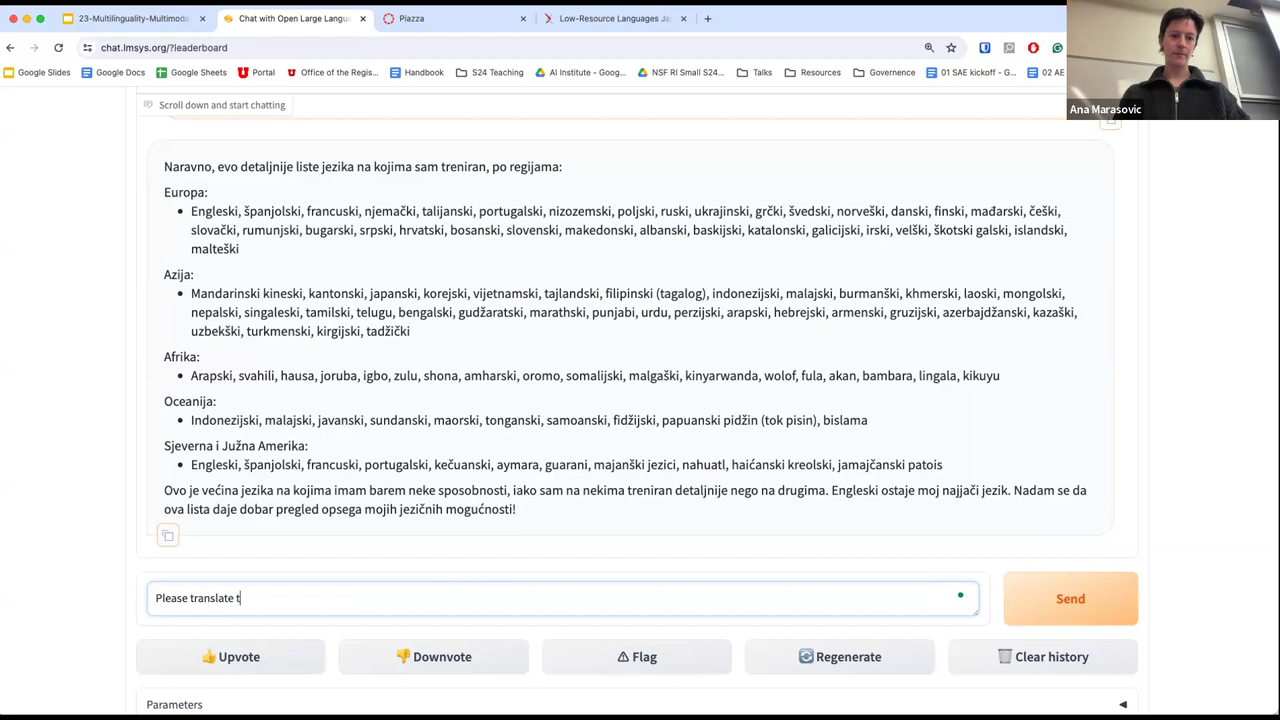 23-Multilinguality-Multimoda
Chat with Open Large Langu
Piazza
Low-Resource Languages Ja
chat.lmsys.org/?leaderboard
Google Slides
Google Docs
Google Sheets
Portal
Office of the Regis...
Handbook
S24 Teaching
AI Institute - Goog...
NSF RI Small S24...
Talks
Resources
Governence
01 SAE kickoff - G...
02 AE
Ana Marasovic
Scroll down and start chatting
Naravno, evo detaljnije liste jezika na kojima sam treniran, po regijama:
Europa:
Engleski, španjolski, francuski, njemački, talijanski, portugalski, nizozemski, poljski, ruski, ukrajinski, grčki, švedski, norveški, danski, finski, mađarski, češki,
slovački, rumunjski, bugarski, srpski, hrvatski, bosanski, slovenski, makedonski, albanski, baskijski, katalonski, galicijski, irski, velški, škotski galski, islandski,
malteški
Azija:
Mandarinski kineski, kantonski, japanski, korejski, vijetnamski, tajlandski, filipinski (tagalog), indonezijski, malajski, burmanški, khmerski, laoski, mongolski,
nepalski, singaleski, tamilski, telugu, bengalski, gudžaratski, marathski, punjabi, urdu, perzijski, arapski, hebrejski, armenski, gruzijski, azerbajdžanski, kazaški,
uzbekški, turkmenski, kirgijski, tadžički
Afrika:
Arapski, svahili, hausa, joruba, igbo, zulu, shona, amharski, oromo, somalijski, malgaški, kinyarwanda, wolof, fula, akan, bambara, lingala, kikuyu
Oceanija:
Indonezijski, malajski, javanski, sundanski, maorski, tonganski, samoanski, fidžijski, papuanski pidžin (tok pisin), bislama
Sjeverna i Južna Amerika:
Engleski, španjolski, francuski, portugalski, kečuanski, aymara, guarani, majanški jezici, nahuatl, haićanski kreolski, jamajčanski patois
Ovo je većina jezika na kojima imam barem neke sposobnosti, iako sam na nekima treniran detaljnije nego na drugima. Engleski ostaje moj najjači jezik. Nadam se da
ova lista daje dobar pregled opsega mojih jezičnih mogućnosti!
Please translate t
Send
Upvote
Downvote
Flag
Regenerate
Clear history
Parameters